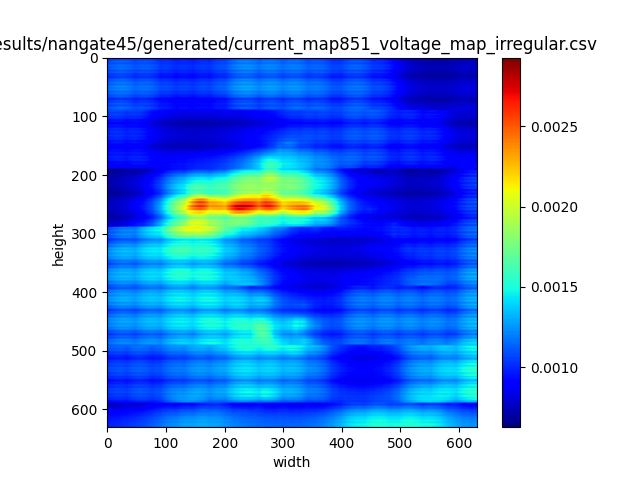 esults/nangate45/generated/current_map851_voltage_map_irregular.csv
0
100
200
300
400
500
600
height
0 100 200 300 400 500 600
width
0.0025
0.0020
0.0015
0.0010